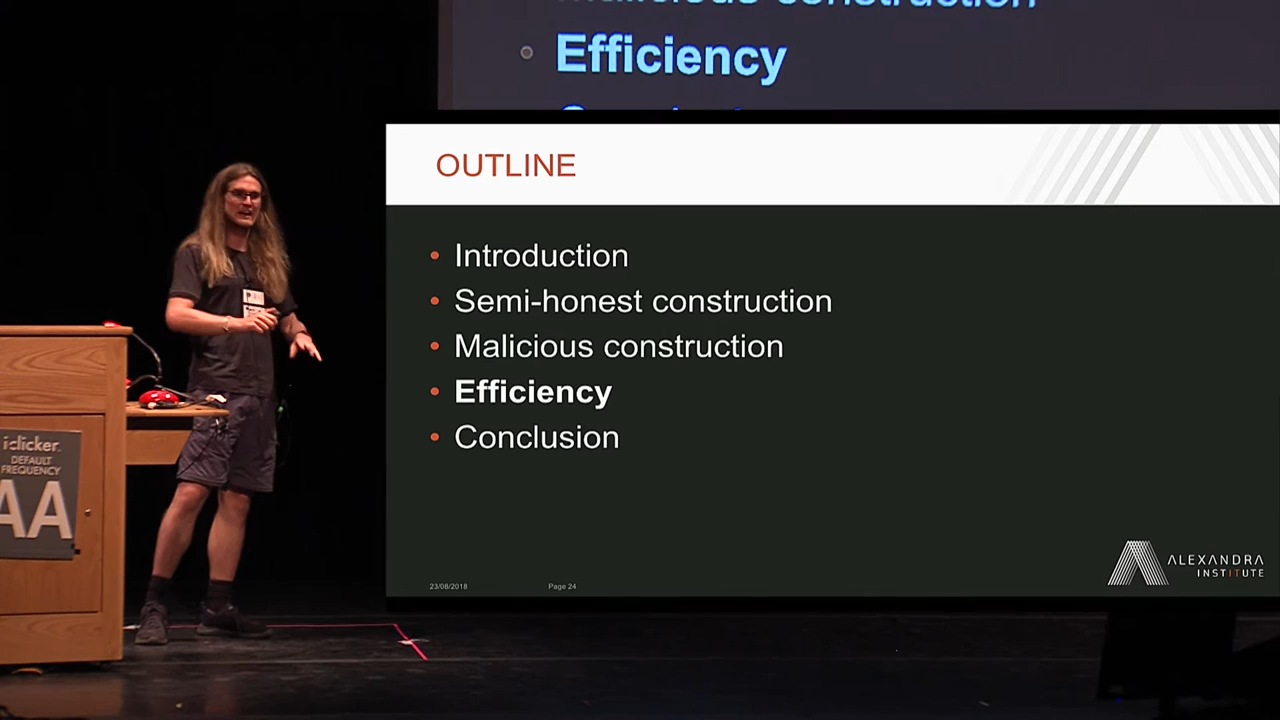 Efficiency
OUTLINE
• Introduction
• Semi-honest construction
• Malicious construction
• Efficiency
• Conclusion
23/08/2018
Page 24
ALEXANDRA
INSTITUTE
iclicker.
DEFAULT
FREQUENCY
AA